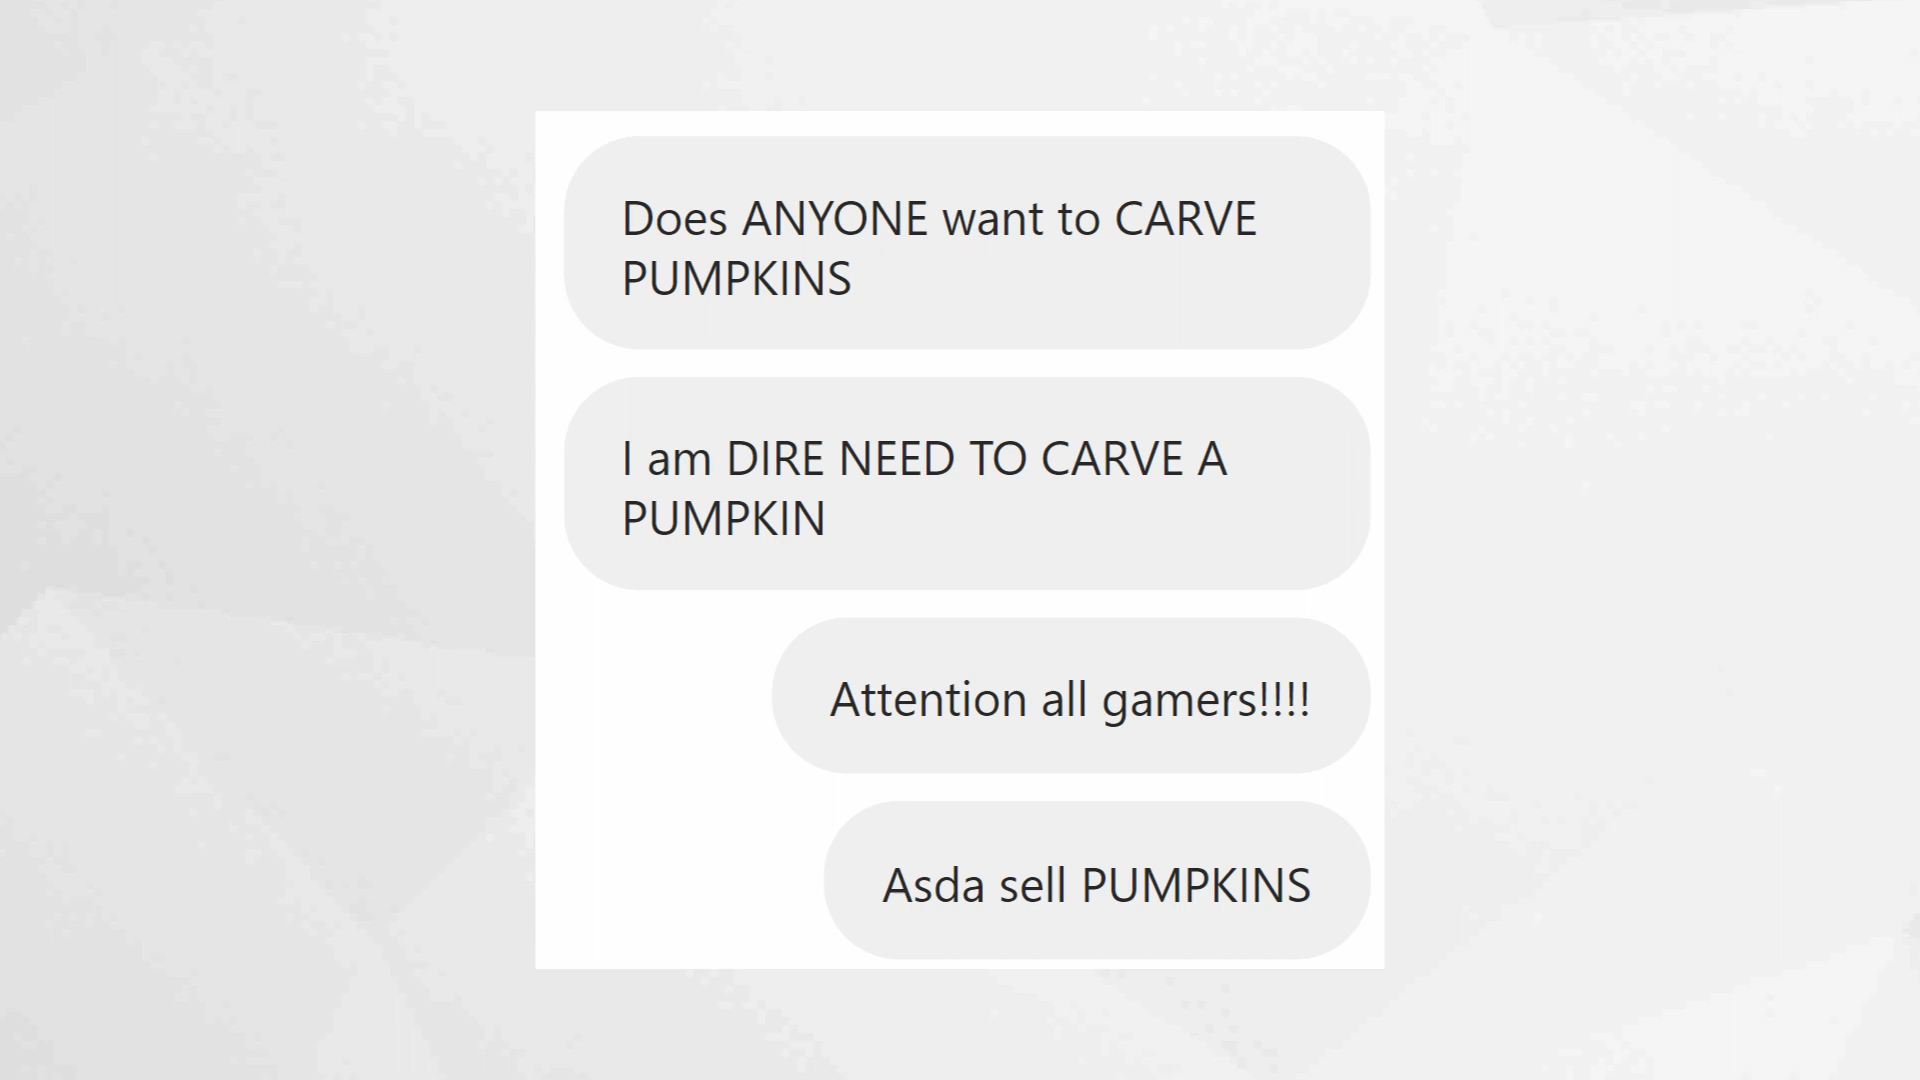 Does ANYONE want to CARVE
PUMPKINS
I am DIRE NEED TO CARVE A
PUMPKIN
Attention all gamers!!!!
Asda sell PUMPKINS